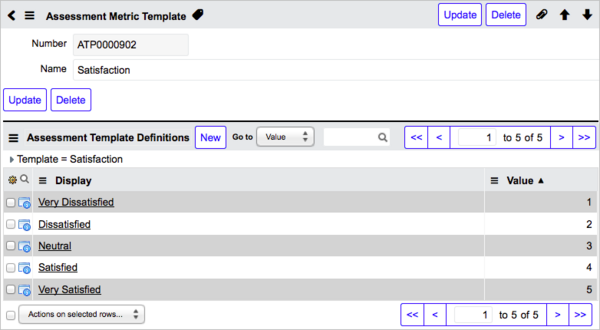 Assessment Metric Template Update Delete
Number ATP0000902
Name Satisfaction
Update Delete
Assessment Template Definitions New Go to Value << < 1 to 5 of 5 > >>
Template = Satisfaction
Display Value
Very Dissatisfied 1
Dissatisfied 2
Neutral 3
Satisfied 4
Very Satisfied 5
Actions on selected rows... << < 1 to 5 of 5 > >>